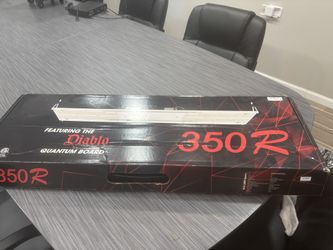 FEATURING THE
Diablo
QUANTUM BOARD
350R
350R